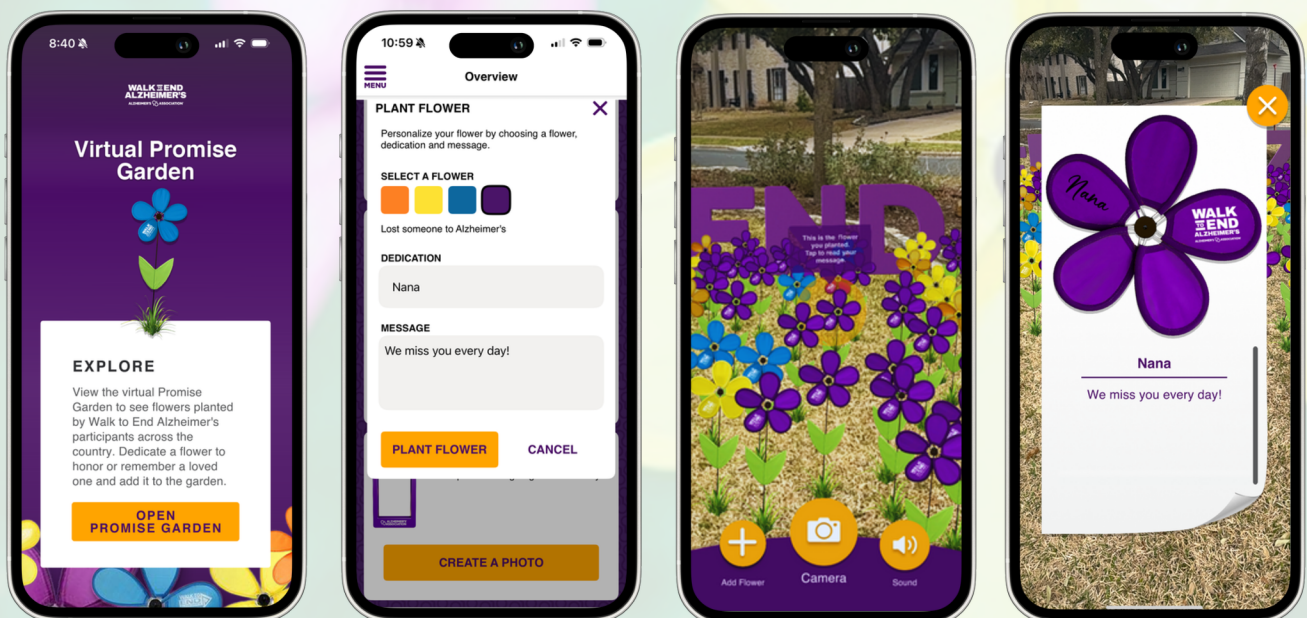 8:40
WALK TO END
ALZHEIMER'S
ALZHEIMER'S ASSOCIATION
Virtual Promise
Garden
EXPLORE
View the virtual Promise
Garden to see flowers planted
by Walk to End Alzheimer's
participants across the
country. Dedicate a flower to
honor or remember a loved
one and add it to the garden.
OPEN
PROMISE GARDEN
10:59
MENU
Overview
PLANT FLOWER
Personalize your flower by choosing a flower,
dedication and message.
SELECT A FLOWER
Lost someone to Alzheimer's
DEDICATION
Nana
MESSAGE
We miss you every day!
PLANT FLOWER
CANCEL
CREATE A PHOTO
END
This is the flower
you planted.
Tap to read your
message.
Add Flower
Camera
Sound
Nana
WALK
TO END
ALZHEIMER'S
Nana
We miss you every day!